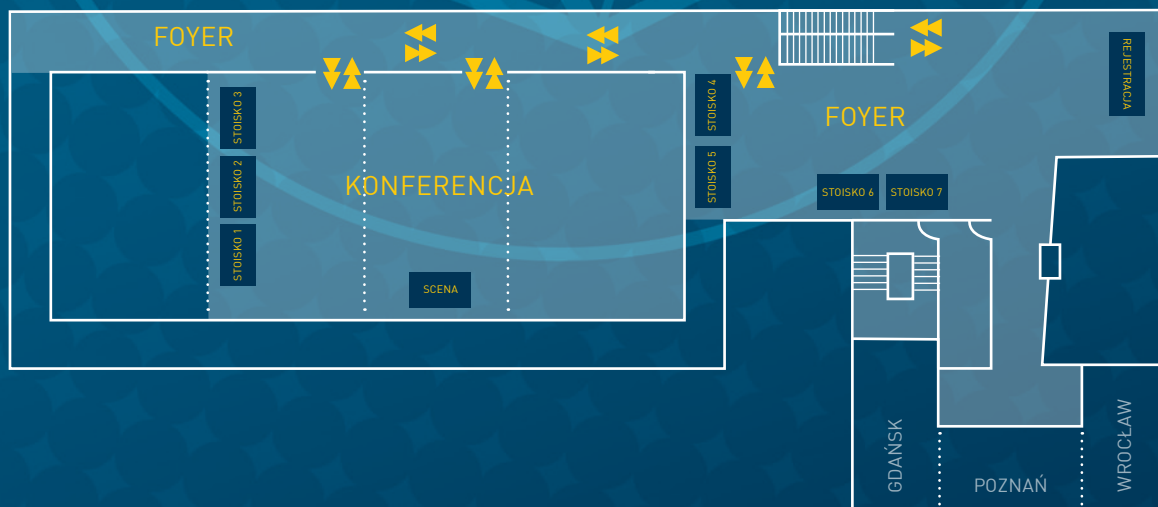 FOYER
REJESTRACJA
STOISKO 3
STOISKO 4
FOYER
STOISKO 2
KONFERENCJA
STOISKO 5
STOISKO 6
STOISKO 7
STOISKO 1
SCENA
GDAŃSK
POZNAŃ
WROCŁAW